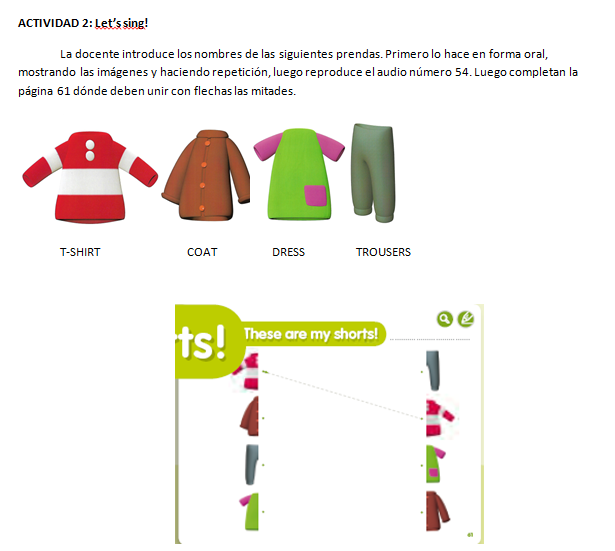 ACTIVIDAD 2: Let's sing!
La docente introduce los nombres de las siguientes prendas. Primero lo hace en forma oral,
mostrando las imágenes y haciendo repetición, luego reproduce el audio número 54. Luego completan la
página 61 dónde deben unir con flechas las mitades.
T-SHIRT COAT DRESS TROUSERS
ts! These are my shorts!
61